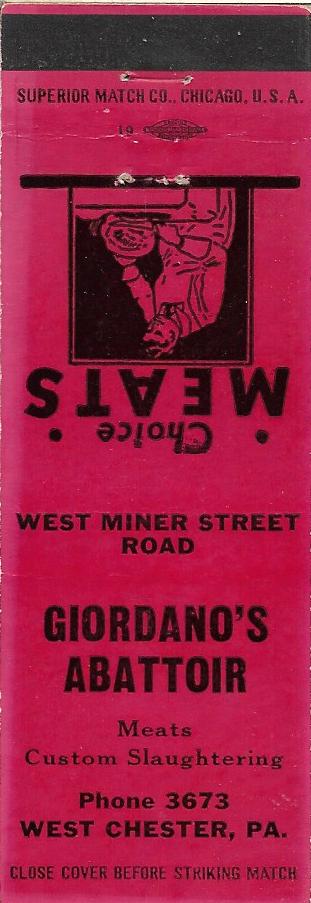 SUPERIOR MATCH CO., CHICAGO, U.S.A.
19
Choice
MEATS
WEST MINER STREET
ROAD
GIORDANO'S
ABATTOIR
Meats
Custom Slaughtering
Phone 3673
WEST CHESTER, PA.
CLOSE COVER BEFORE STRIKING MATCH